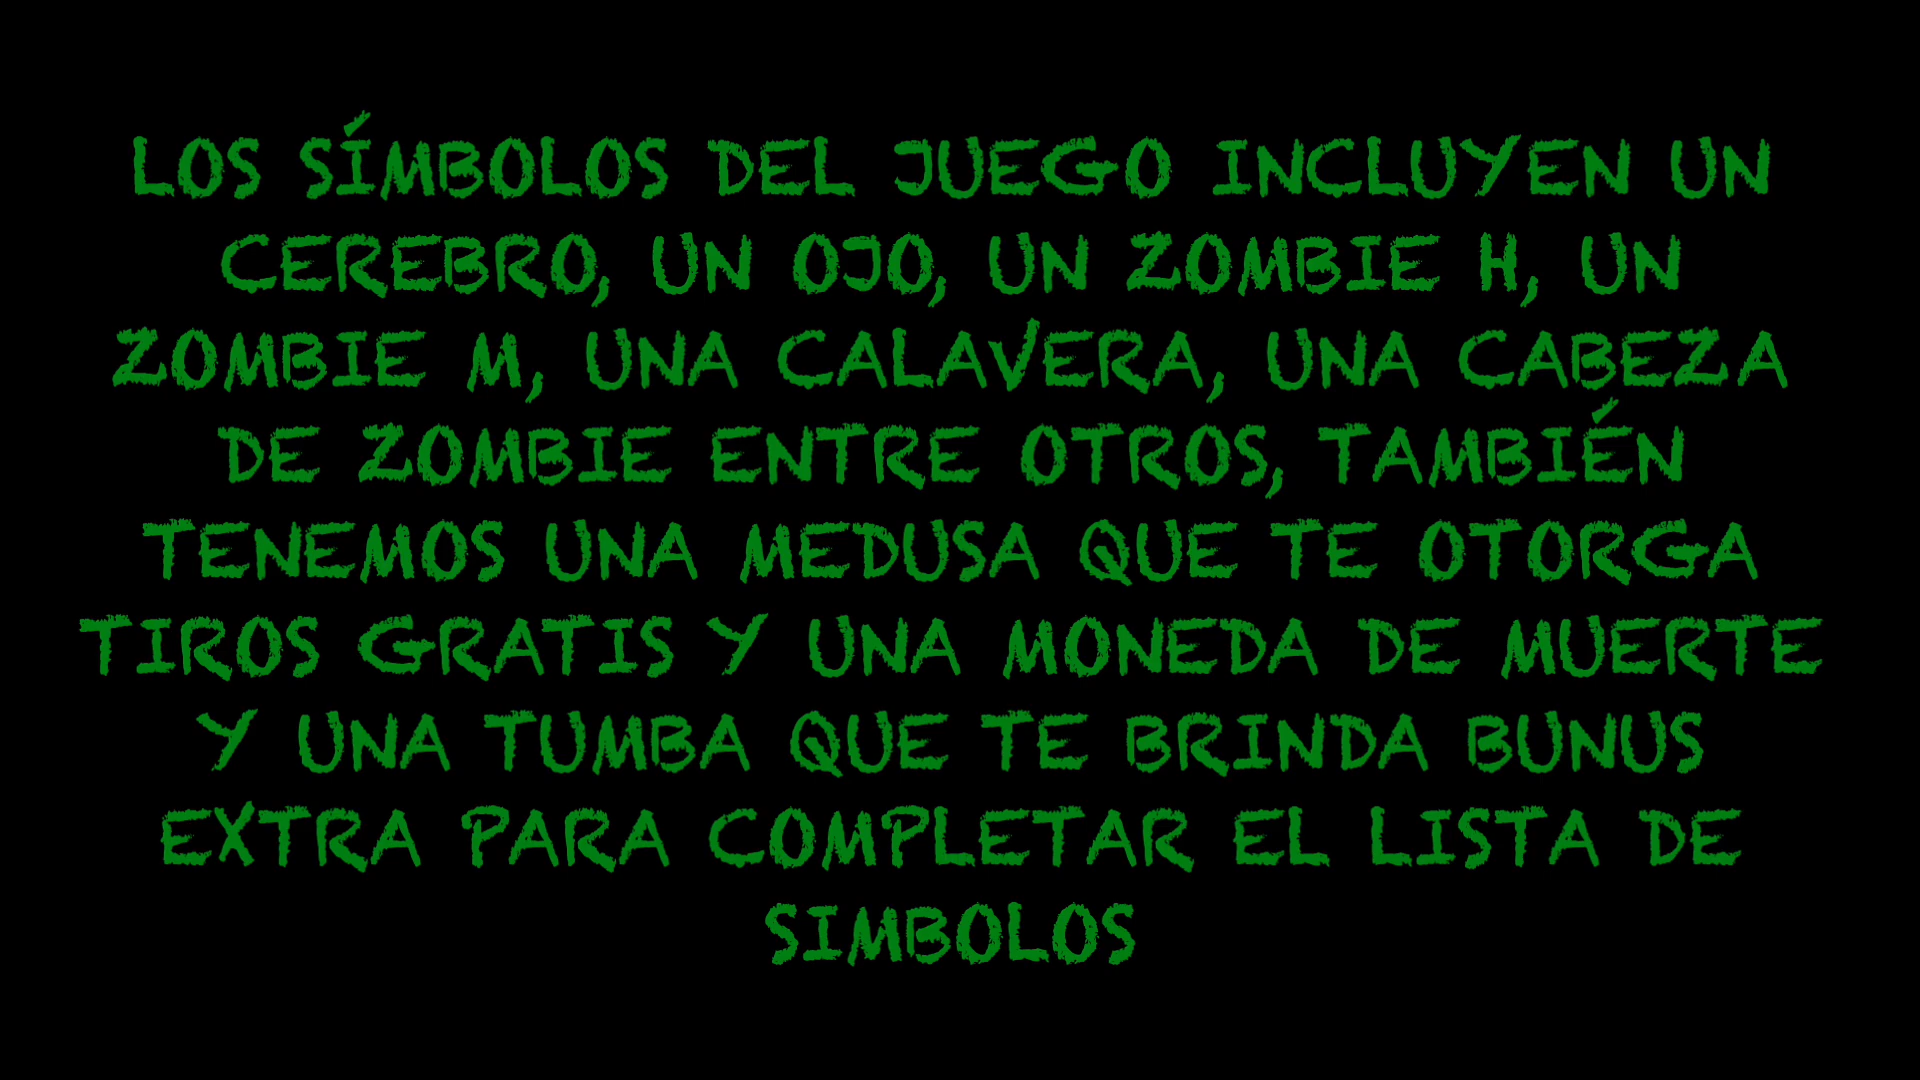 LOS SÍMBOLOS DEL JUEGO INCLUYEN UN
CEREBRO, UN OJO, UN ZOMBIE H, UN
ZOMBIE M, UNA CALAVERA, UNA CABEZA
DE ZOMBIE ENTRE OTROS, TAMBIÉN
TENEMOS UNA MEDUSA QUE TE OTORGA
TIROS GRATIS Y UNA MONEDA DE MUERTE
Y UNA TUMBA QUE TE BRINDA BUNUS
EXTRA PARA COMPLETAR EL LISTA DE
SIMBOLOS